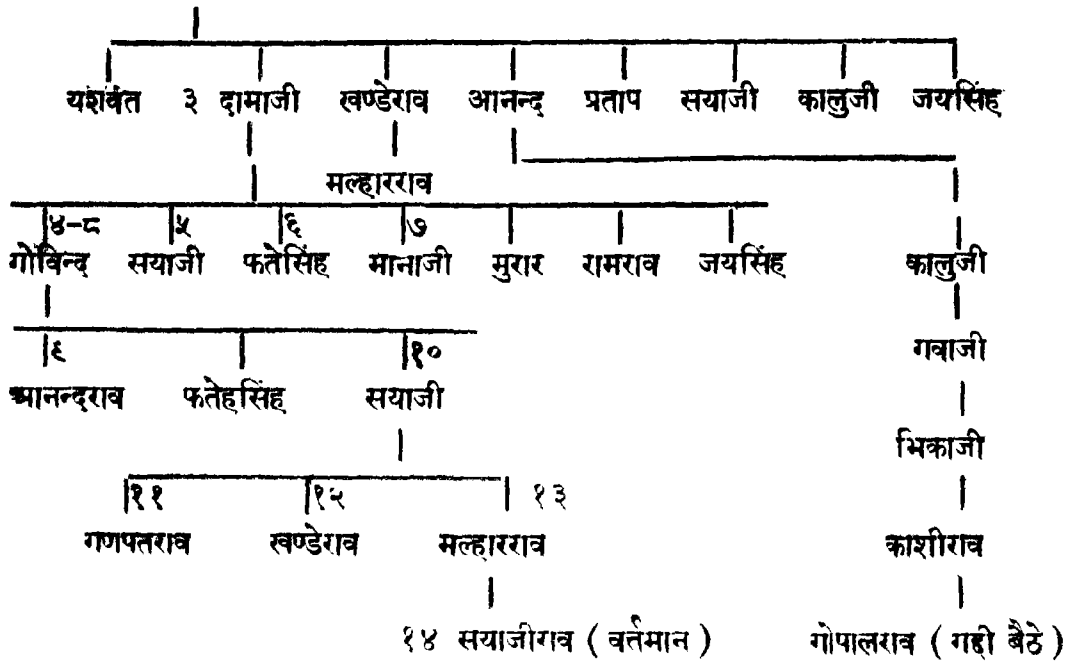 यशवंत ३ दामाजी खण्डेराव आनन्द प्रताप सयाजी कालुजी जयसिंह
मल्हारराव
४-८ ५ ६ ७
गोविन्द सयाजी फतेसिंह मानाजी मुरार रामराव जयसिंह कालुजी
९ १०
आनन्दराव फतेहसिंह सयाजी
गवाजी
भिकाजी
११ १२ १३
गणपतराव खण्डेराव मल्हारराव काशीराव
१४ सयाजीराव ( वर्तमान ) गोपालराव ( गद्दी बैठे )